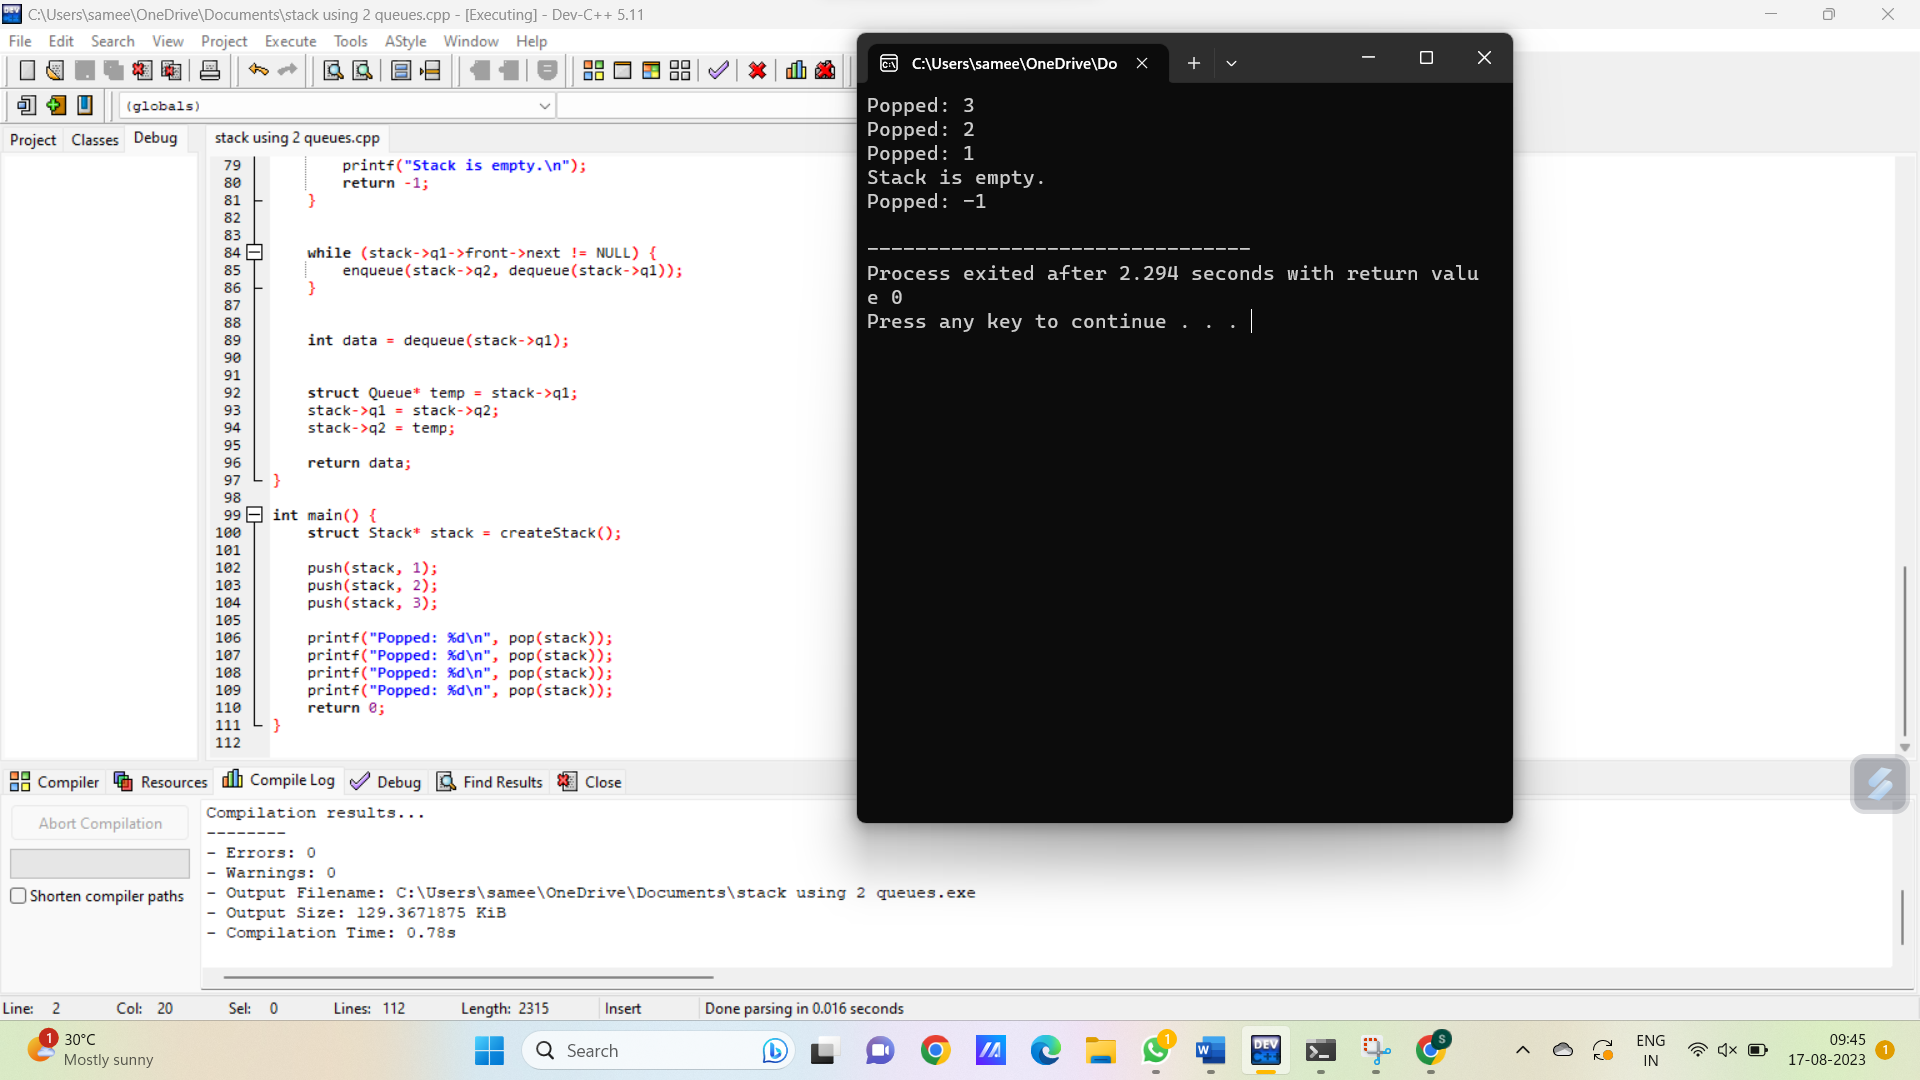 C:\Users\samee\OneDrive\Documents\stack using 2 queues.cpp - [Executing] - Dev-C++ 5.11
File Edit Search View Project Execute Tools AStyle Window Help
(globals)
Project Classes Debug
stack using 2 queues.cpp
79 printf("Stack is empty.\n");
80 return -1;
81 }
82
83
84 while (stack->q1->front->next != NULL) {
85 enqueue(stack->q2, dequeue(stack->q1));
86 }
87
88
89 int data = dequeue(stack->q1);
90
91
92 struct Queue* temp = stack->q1;
93 stack->q1 = stack->q2;
94 stack->q2 = temp;
95
96 return data;
97 }
98
99 int main() {
100 struct Stack* stack = createStack();
101
102 push(stack, 1);
103 push(stack, 2);
104 push(stack, 3);
105
106 printf("Popped: %d\n", pop(stack));
107 printf("Popped: %d\n", pop(stack));
108 printf("Popped: %d\n", pop(stack));
109 printf("Popped: %d\n", pop(stack));
110 return 0;
111 }
112
C:\Users\samee\OneDrive\Do
Popped: 3
Popped: 2
Popped: 1
Stack is empty.
Popped: -1
--------------------------------
Process exited after 2.294 seconds with return valu
e 0
Press any key to continue . . .
Compiler Resources Compile Log Debug Find Results Close
Abort Compilation
Shorten compiler paths
Compilation results...
--------
- Errors: 0
- Warnings: 0
- Output Filename: C:\Users\samee\OneDrive\Documents\stack using 2 queues.exe
- Output Size: 129.3671875 KiB
- Compilation Time: 0.78s
Line: 2 Col: 20 Sel: 0 Lines: 112 Length: 2315 Insert Done parsing in 0.016 seconds
1
30°C
Mostly sunny
Search
1
W
DEV
C++
S
ENG
IN
09:45
17-08-2023
1